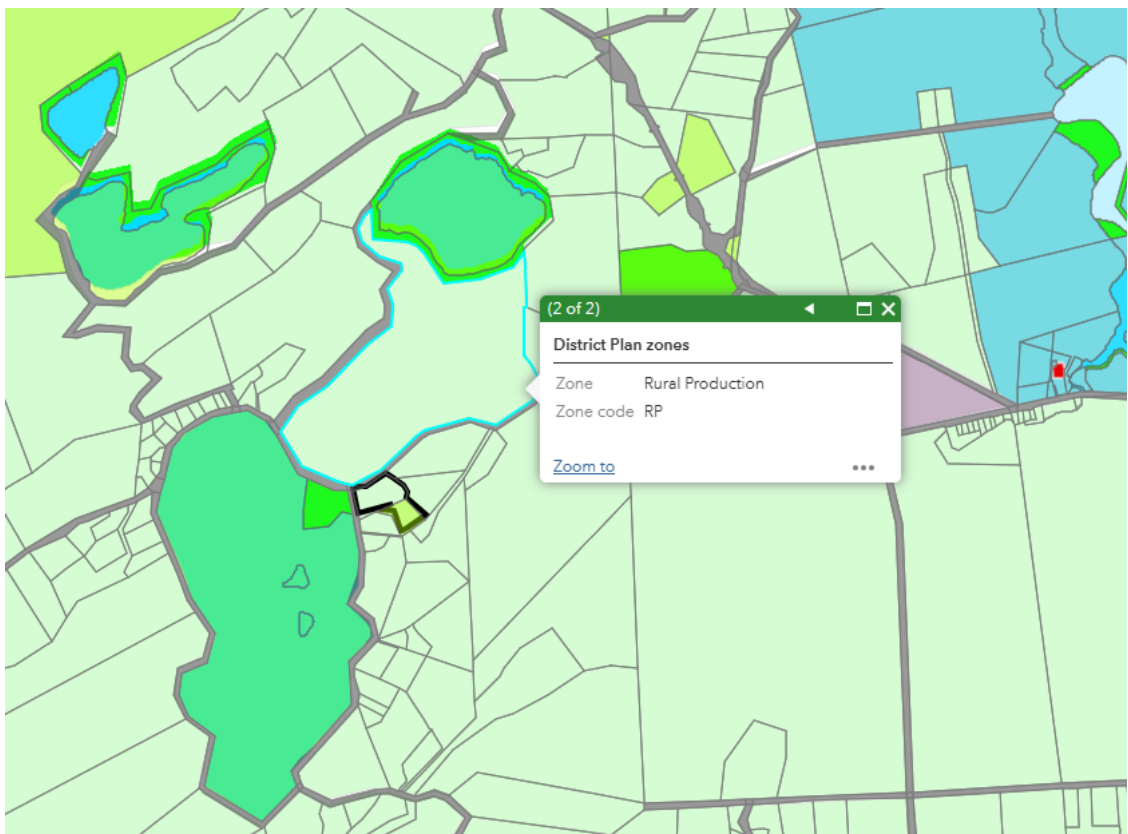 (2 of 2)
District Plan zones
Zone Rural Production
Zone code RP
Zoom to